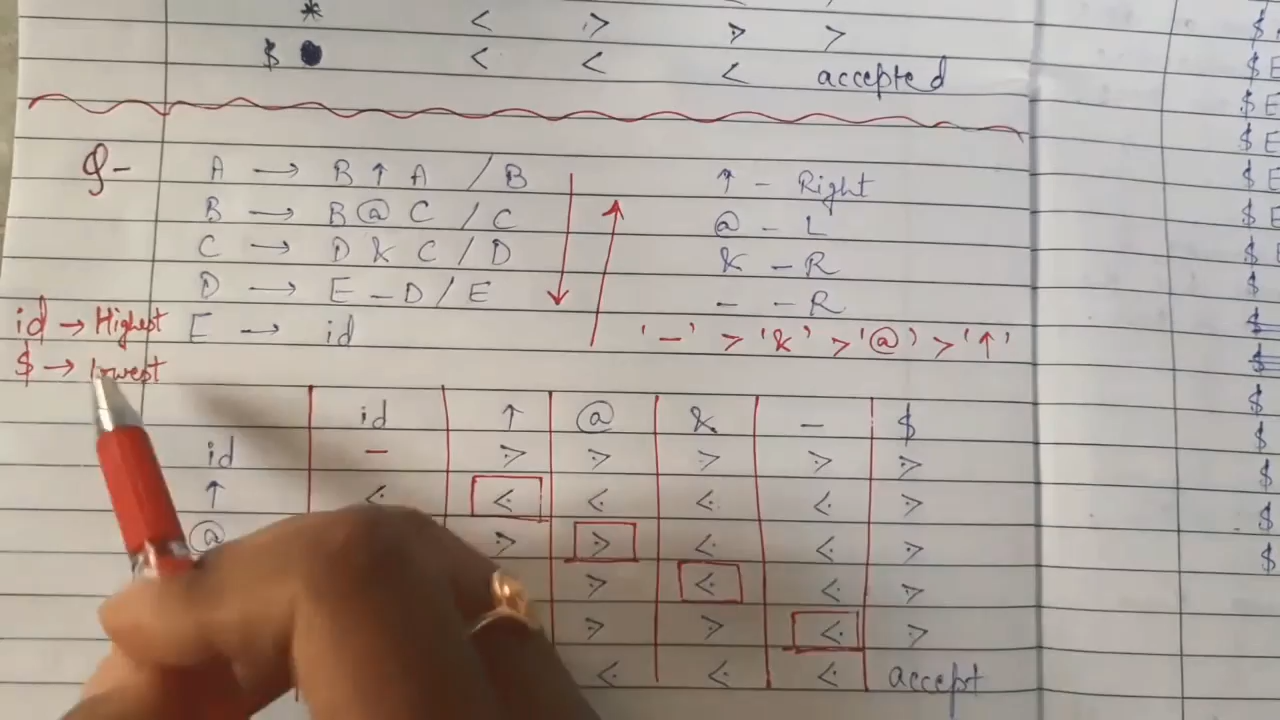 * < ·> ·> >
$ < < < accepted
Q- A → B ↑ A / B ↑ - Right
B → B @ C / C @ - L
C → D & C / D & - R
D → E - D / E - - R
id → Highest E → id '-' > '&' > '@' > '↑'
$ → lowest
id ↑ @ & - $
id - ·> ·> ·> ·> ·>
↑ <· <· <· <· <· ·>
@ ·> ·> <· <· ·>
·> <· <· ·>
·> ·> <· ·>
<· <· <· accept
$
$ E
$ E
$ E
$
$
$
$
$
$